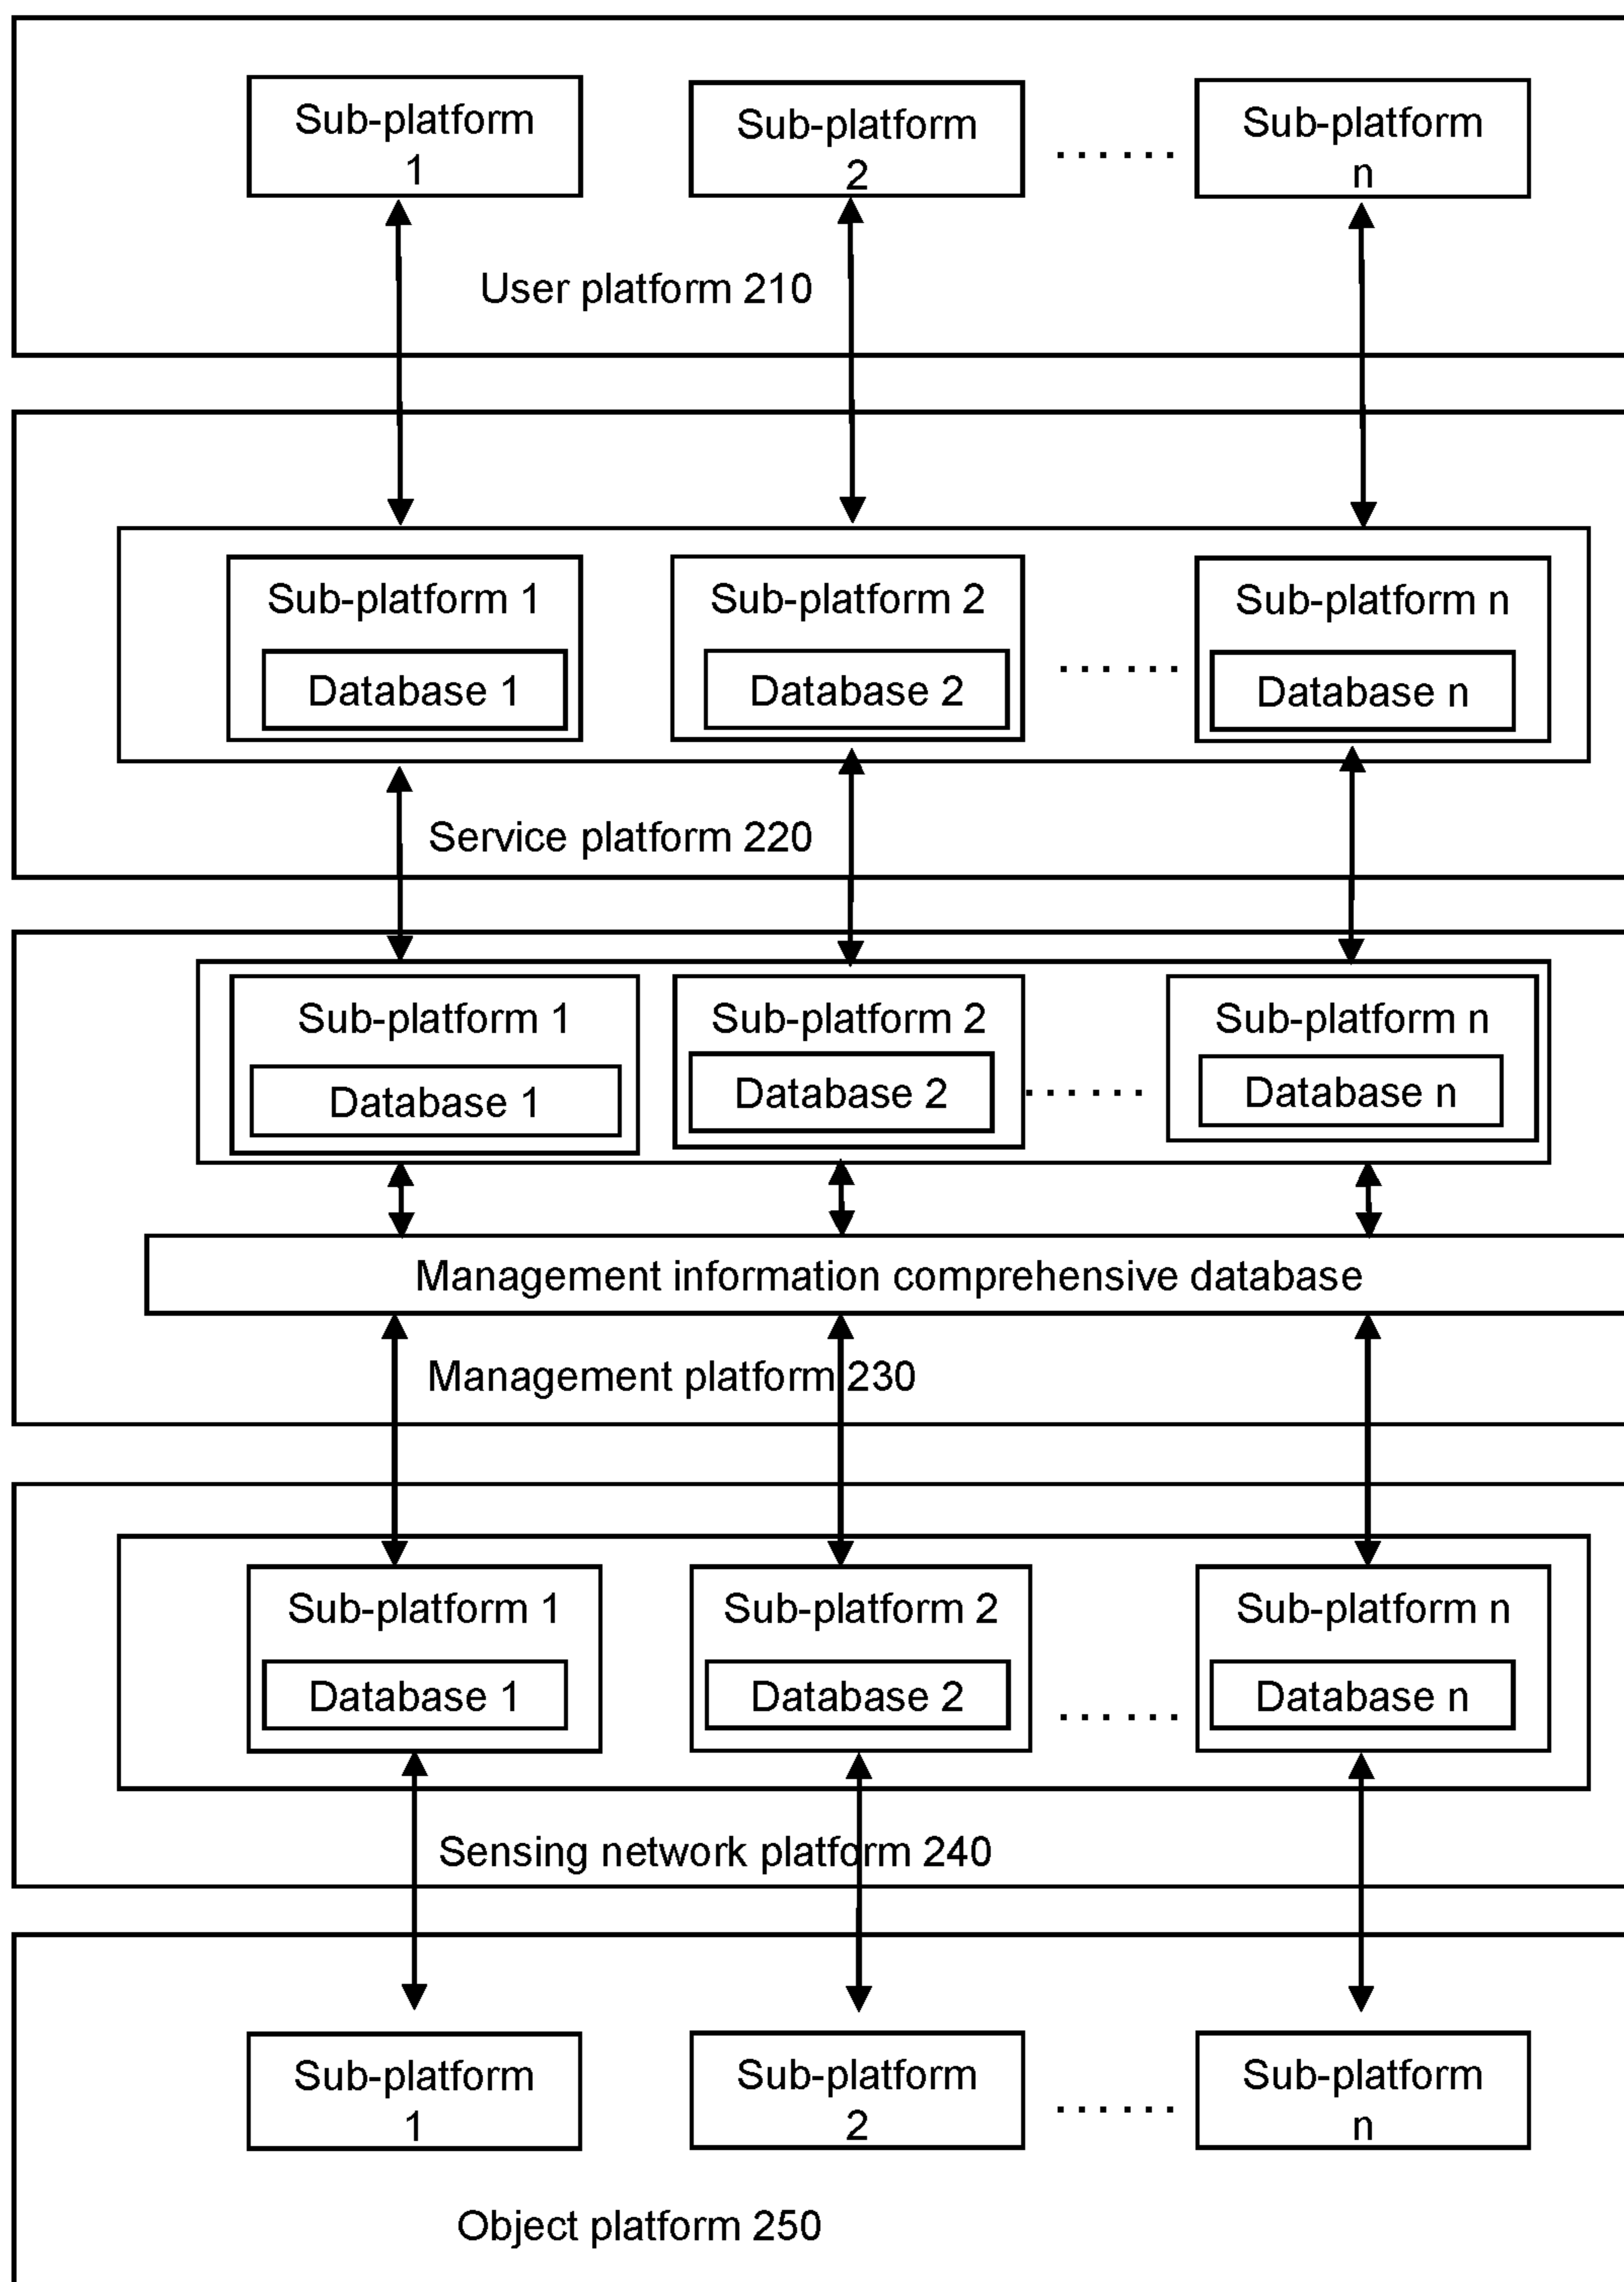 Sub-platform
1
Sub-platform
2
......
Sub-platform
n
User platform 210
Sub-platform 1
Database 1
Sub-platform 2
Database 2
......
Sub-platform n
Database n
Service platform 220
Sub-platform 1
Database 1
Sub-platform 2
Database 2
......
Sub-platform n
Database n
Management information comprehensive database
Management platform 230
Sub-platform 1
Database 1
Sub-platform 2
Database 2
......
Sub-platform n
Database n
Sensing network platform 240
Sub-platform
1
Sub-platform
2
......
Sub-platform
n
Object platform 250